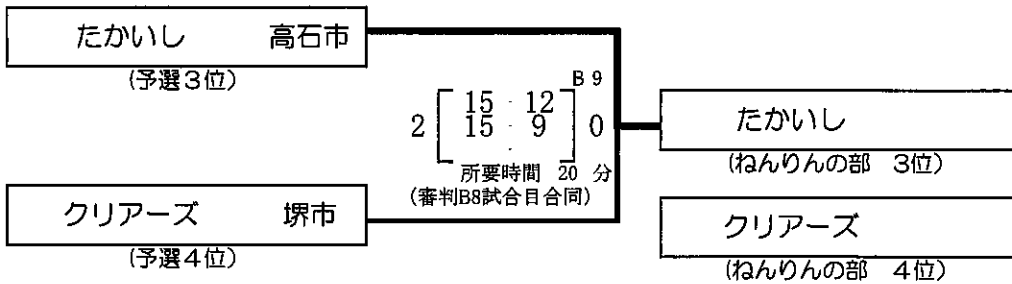 たかいし 高石市
(予選3位)
B 9
2 [ 15 - 12 ] 0
15 - 9
-
所要時間 20 分
(審判B8試合目合同)
クリアーズ 堺市
(予選4位)
たかいし
(ねんりんの部 3位)
クリアーズ
(ねんりんの部 4位)